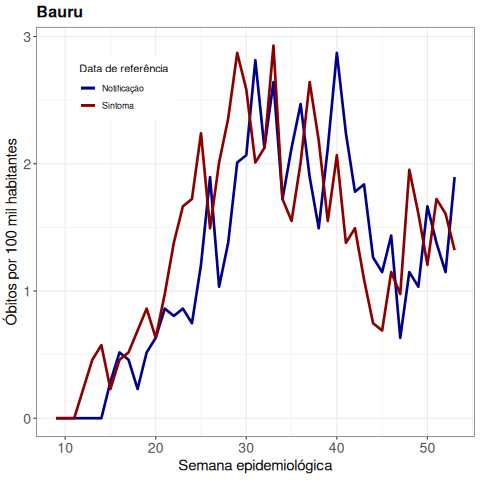 Bauru
Data de referência
Notificação
Sintoma
Óbitos por 100 mil habitantes
3
2
1
0
10 20 30 40 50
Semana epidemiológica